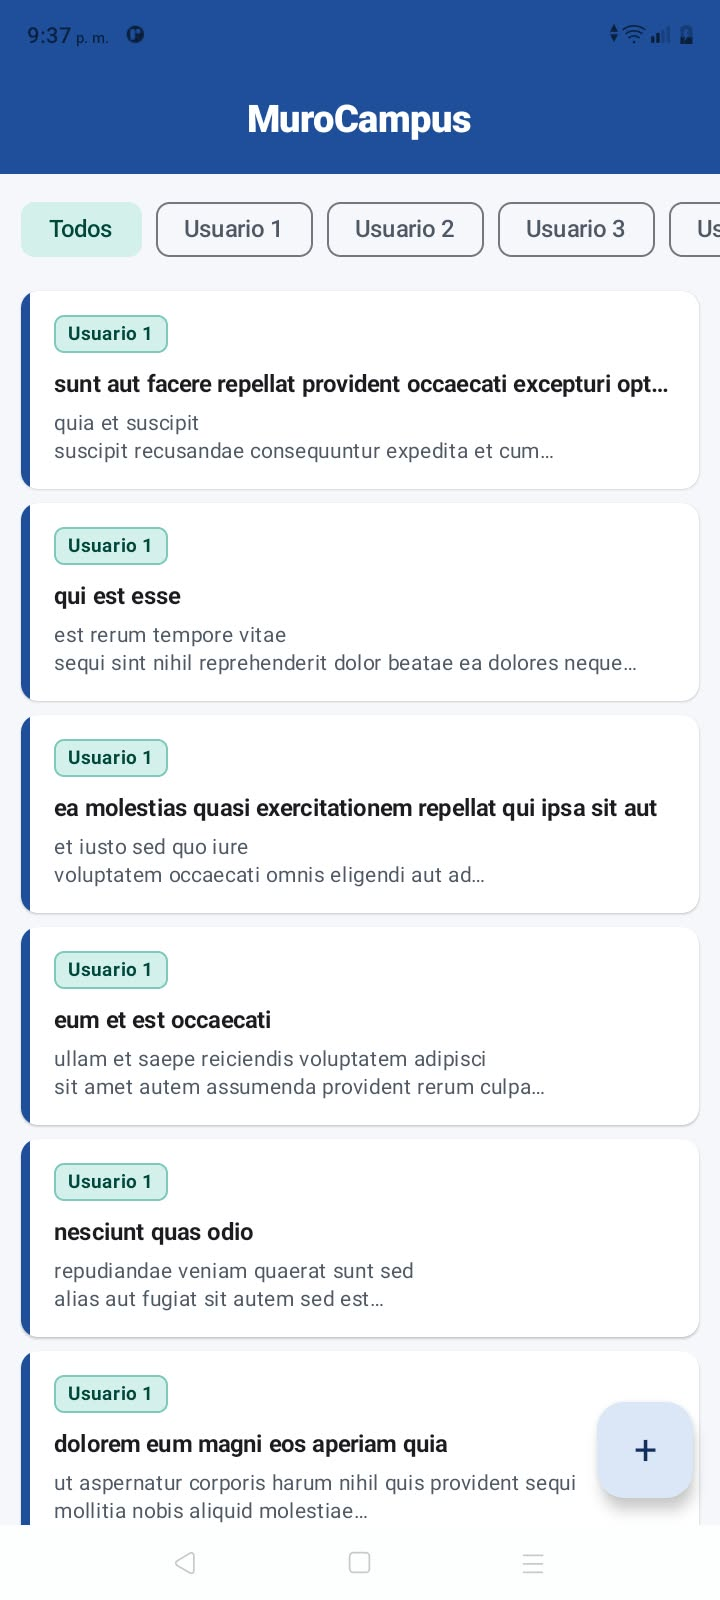 9:37 p. m.
MuroCampus
Todos
Usuario 1
Usuario 2
Usuario 3
Us
Usuario 1
sunt aut facere repellat provident occaecati excepturi opt…
quia et suscipit
suscipit recusandae consequuntur expedita et cum…
Usuario 1
qui est esse
est rerum tempore vitae
sequi sint nihil reprehenderit dolor beatae ea dolores neque…
Usuario 1
ea molestias quasi exercitationem repellat qui ipsa sit aut
et iusto sed quo iure
voluptatem occaecati omnis eligendi aut ad…
Usuario 1
eum et est occaecati
ullam et saepe reiciendis voluptatem adipisci
sit amet autem assumenda provident rerum culpa…
Usuario 1
nesciunt quas odio
repudiandae veniam quaerat sunt sed
alias aut fugiat sit autem sed est…
Usuario 1
dolorem eum magni eos aperiam quia
ut aspernatur corporis harum nihil quis provident sequi
mollitia nobis aliquid molestiae…
+